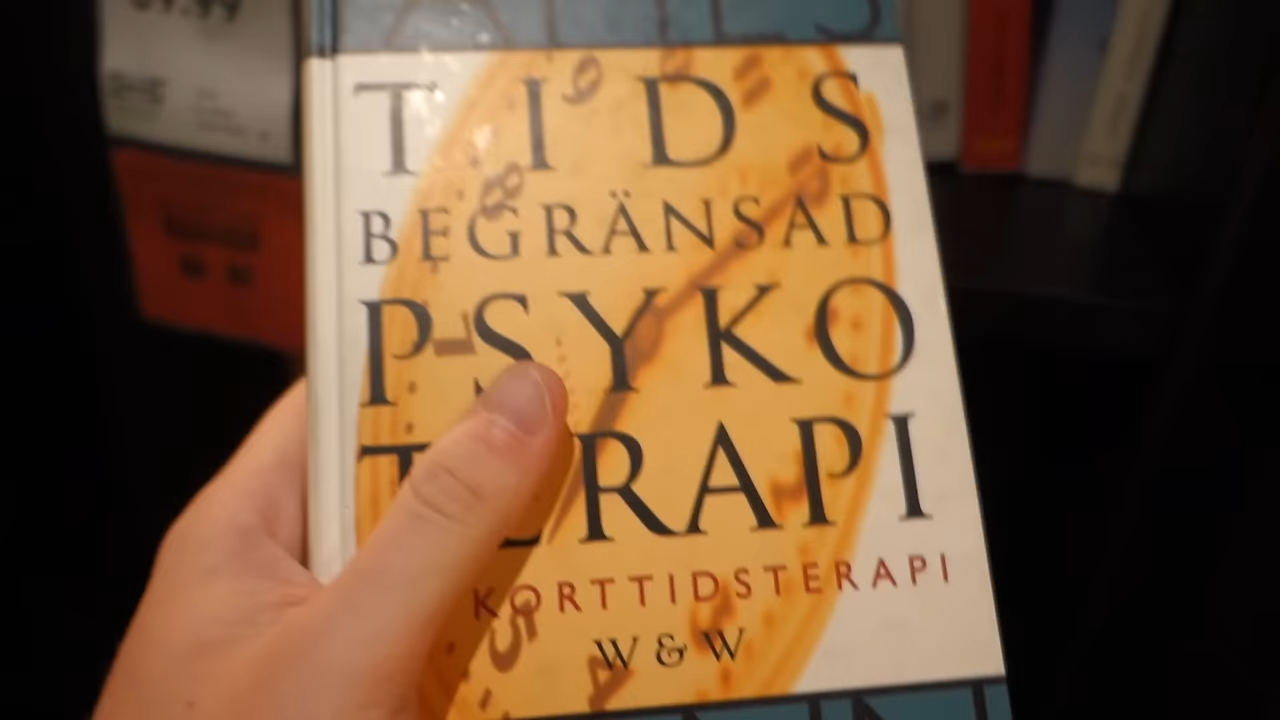 TIDS
BEGRÄNSAD
PSYKO
TERAPI
KORTTIDSTERAPI
W & W